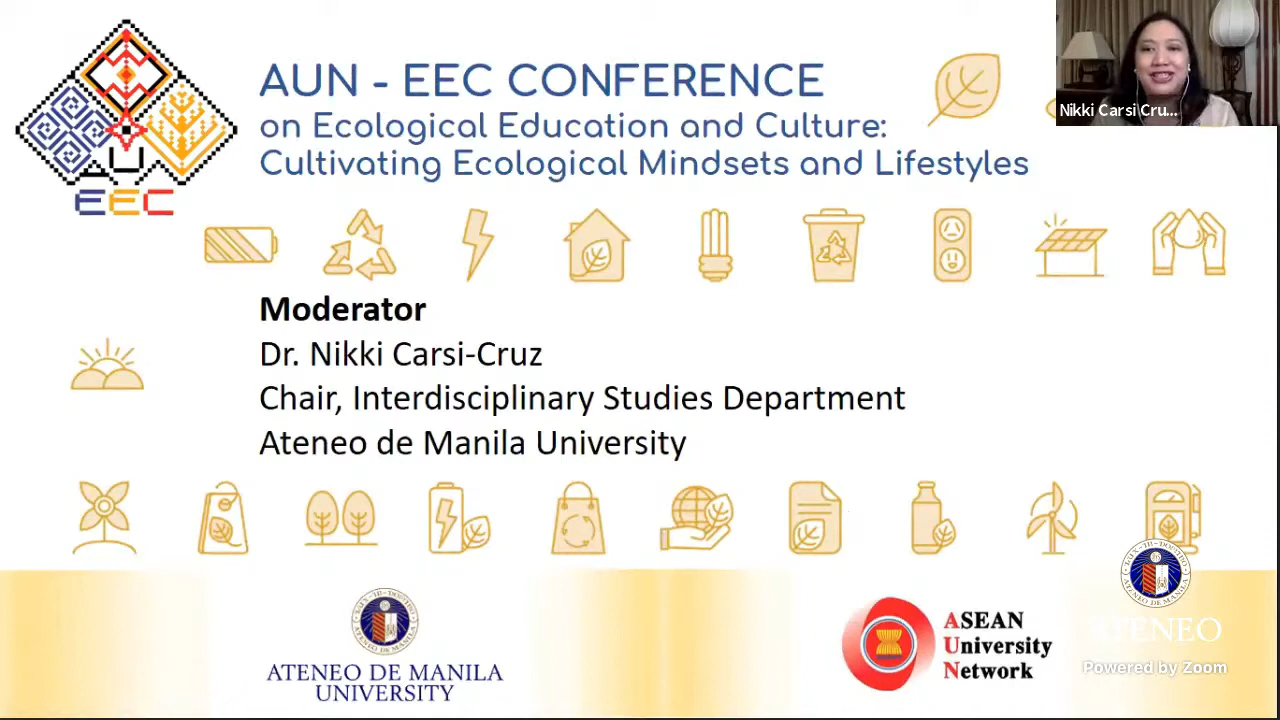 AUN - EEC CONFERENCE
on Ecological Education and Culture:
Cultivating Ecological Mindsets and Lifestyles
Nikki Carsi Cru...
AUN
EEC
Moderator
Dr. Nikki Carsi-Cruz
Chair, Interdisciplinary Studies Department
Ateneo de Manila University
ATENEO DE MANILA
UNIVERSITY
ASEAN
University
Network
ATENEO
Powered by Zoom